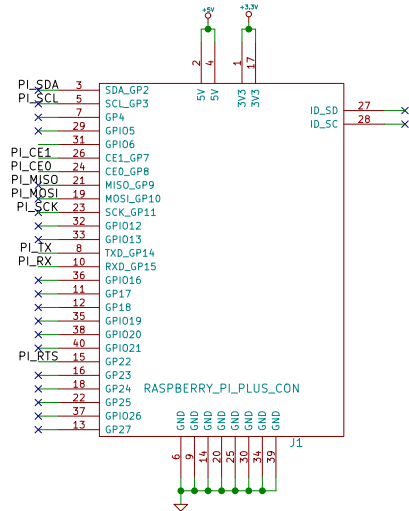 +5V
+3.3V
2
4
1
17
5V
5V
3V3
3V3
PI_SDA 3 SDA_GP2
PI_SCL 5 SCL_GP3
7 GP4
29 GPIO5
31 GPIO6
PI_CE1 26 CE1_GP7
PI_CE0 24 CE0_GP8
PI_MISO 21 MISO_GP9
PI_MOSI 19 MOSI_GP10
PI_SCK 23 SCK_GP11
32 GPIO12
33 GPIO13
PI_TX 8 TXD_GP14
PI_RX 10 RXD_GP15
36 GPIO16
11 GP17
12 GP18
35 GPIO19
38 GPIO20
40 GPIO21
PI_RTS 15 GP22
16 GP23
18 GP24
22 GP25
37 GPIO26
13 GP27
ID_SD 27
ID_SC 28
RASPBERRY_PI_PLUS_CON
GND
GND
GND
GND
GND
GND
GND
GND
J1
6
9
14
20
25
30
34
39